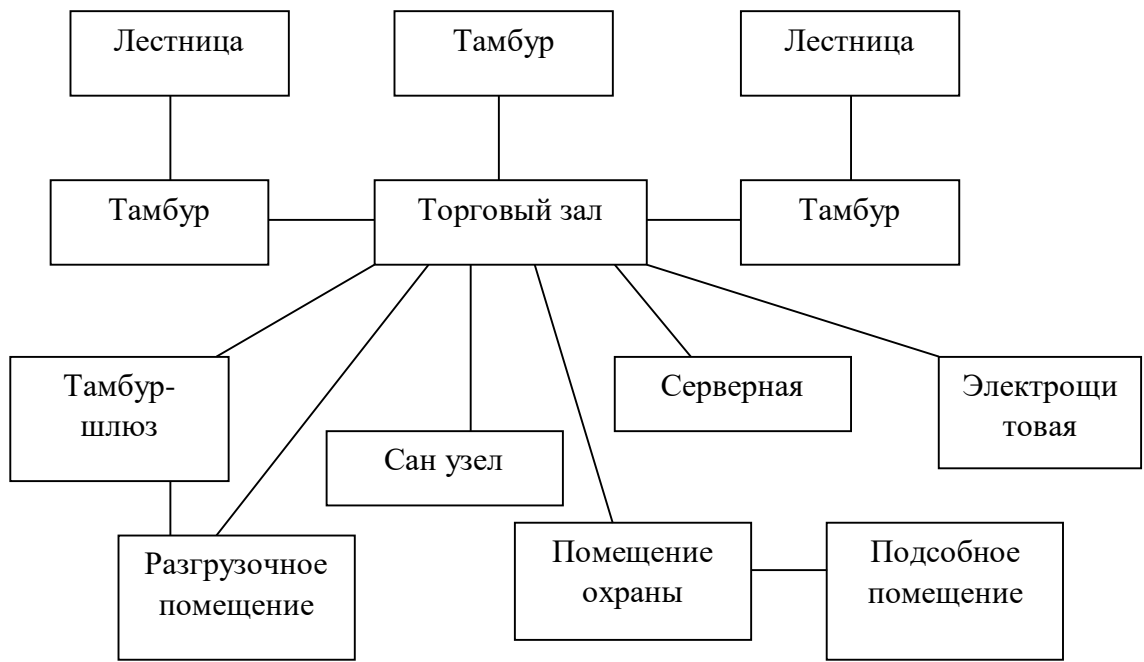 Лестница
Тамбур
Лестница
Тамбур
Торговый зал
Тамбур
Тамбур-
шлюз
Сан узел
Серверная
Электрощи
товая
Разгрузочное
помещение
Помещение
охраны
Подсобное
помещение